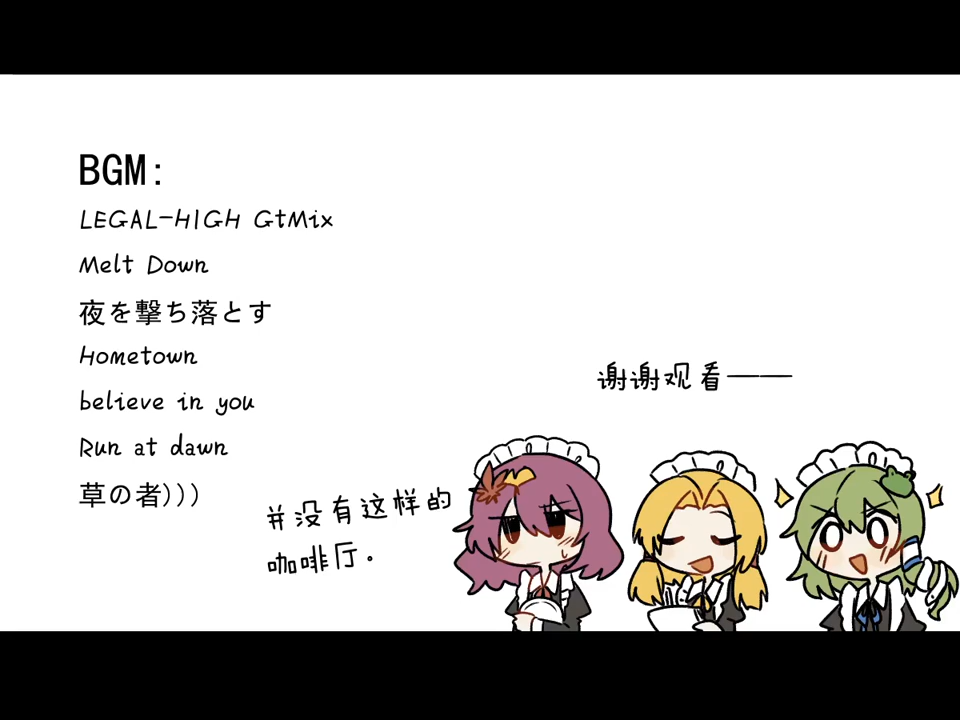 BGM:
LEGAL-HIGH GtMix
Melt Down
夜を撃ち落とす
Hometown
believe in you
Run at dawn
草の者)))
谢谢观看——
并没有这样的
咖啡厅.